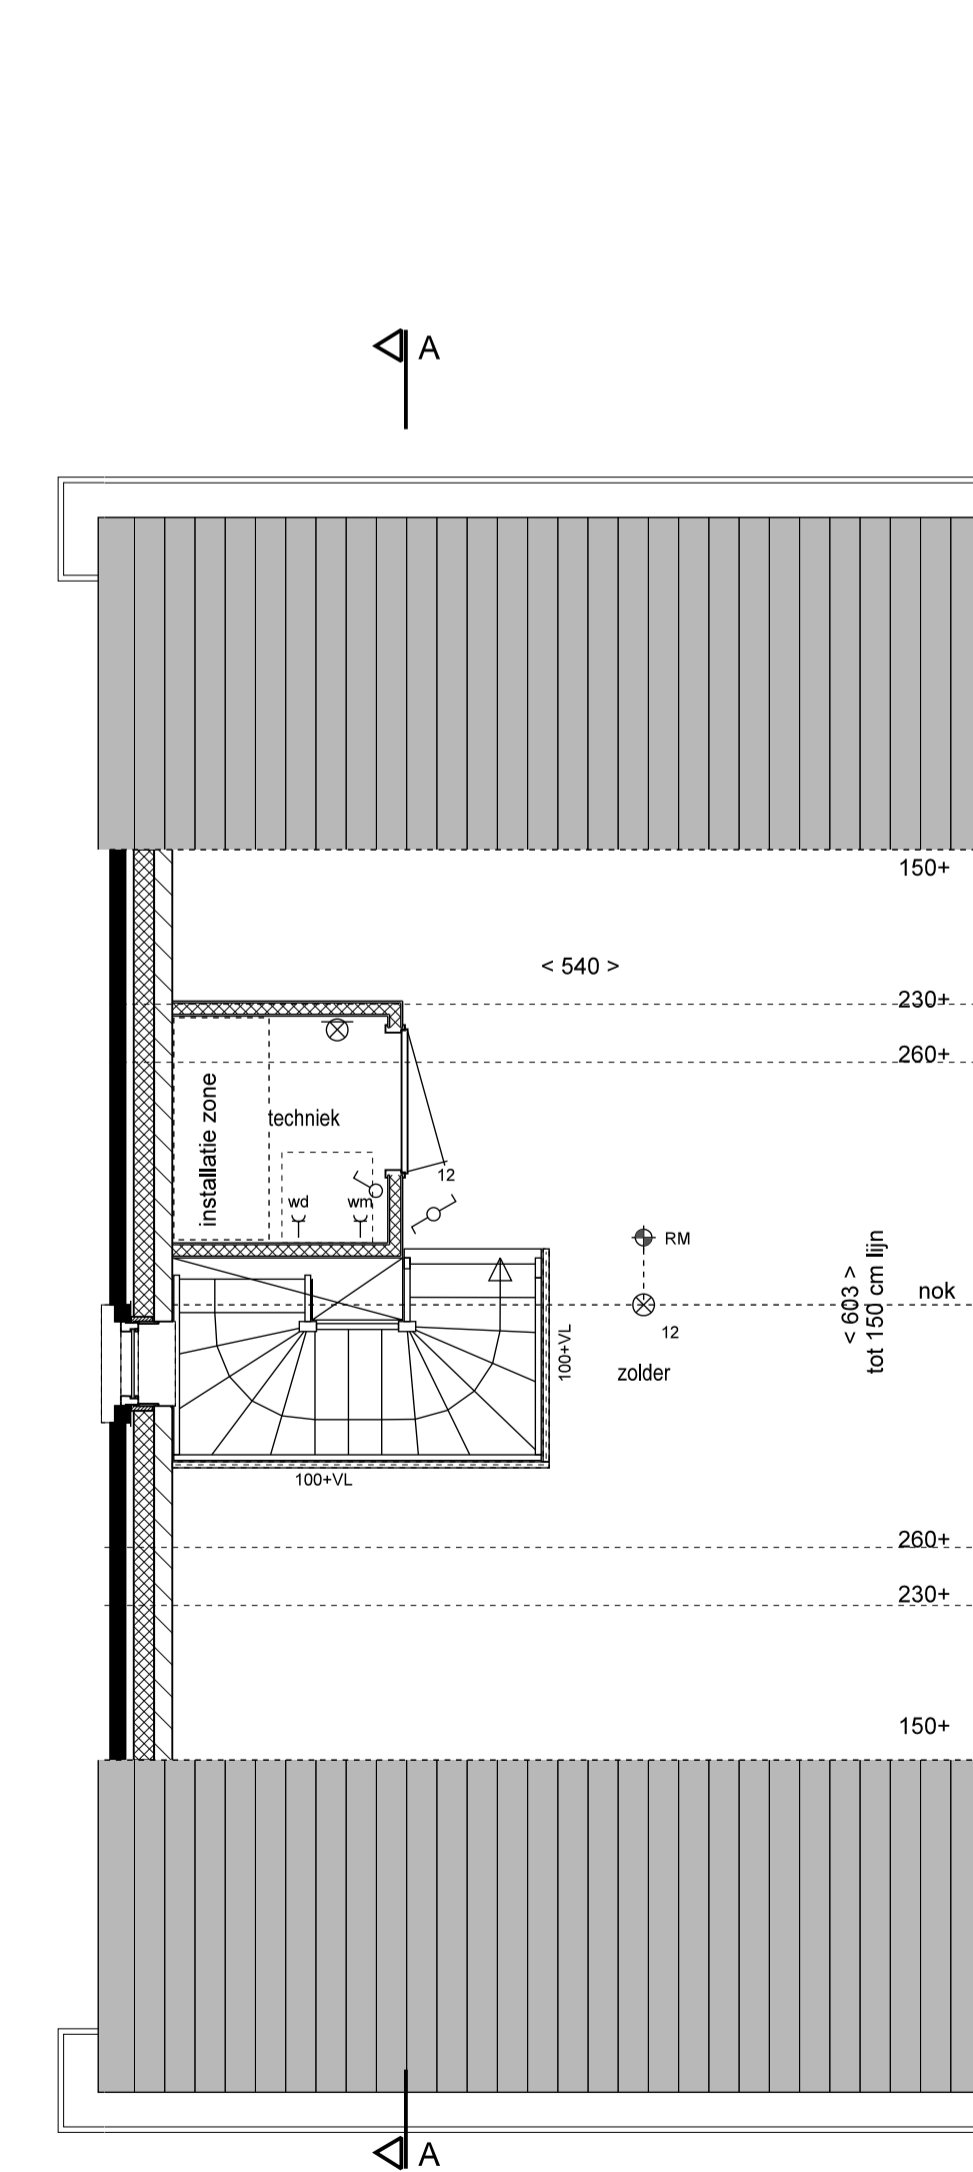 A
150+
< 540 >
230+
260+
installatie zone
techniek
12
wd
wm
RM
nok
12
< 603 >
tot 150 cm lijn
zolder
100+VL
100+VL
260+
230+
150+
A